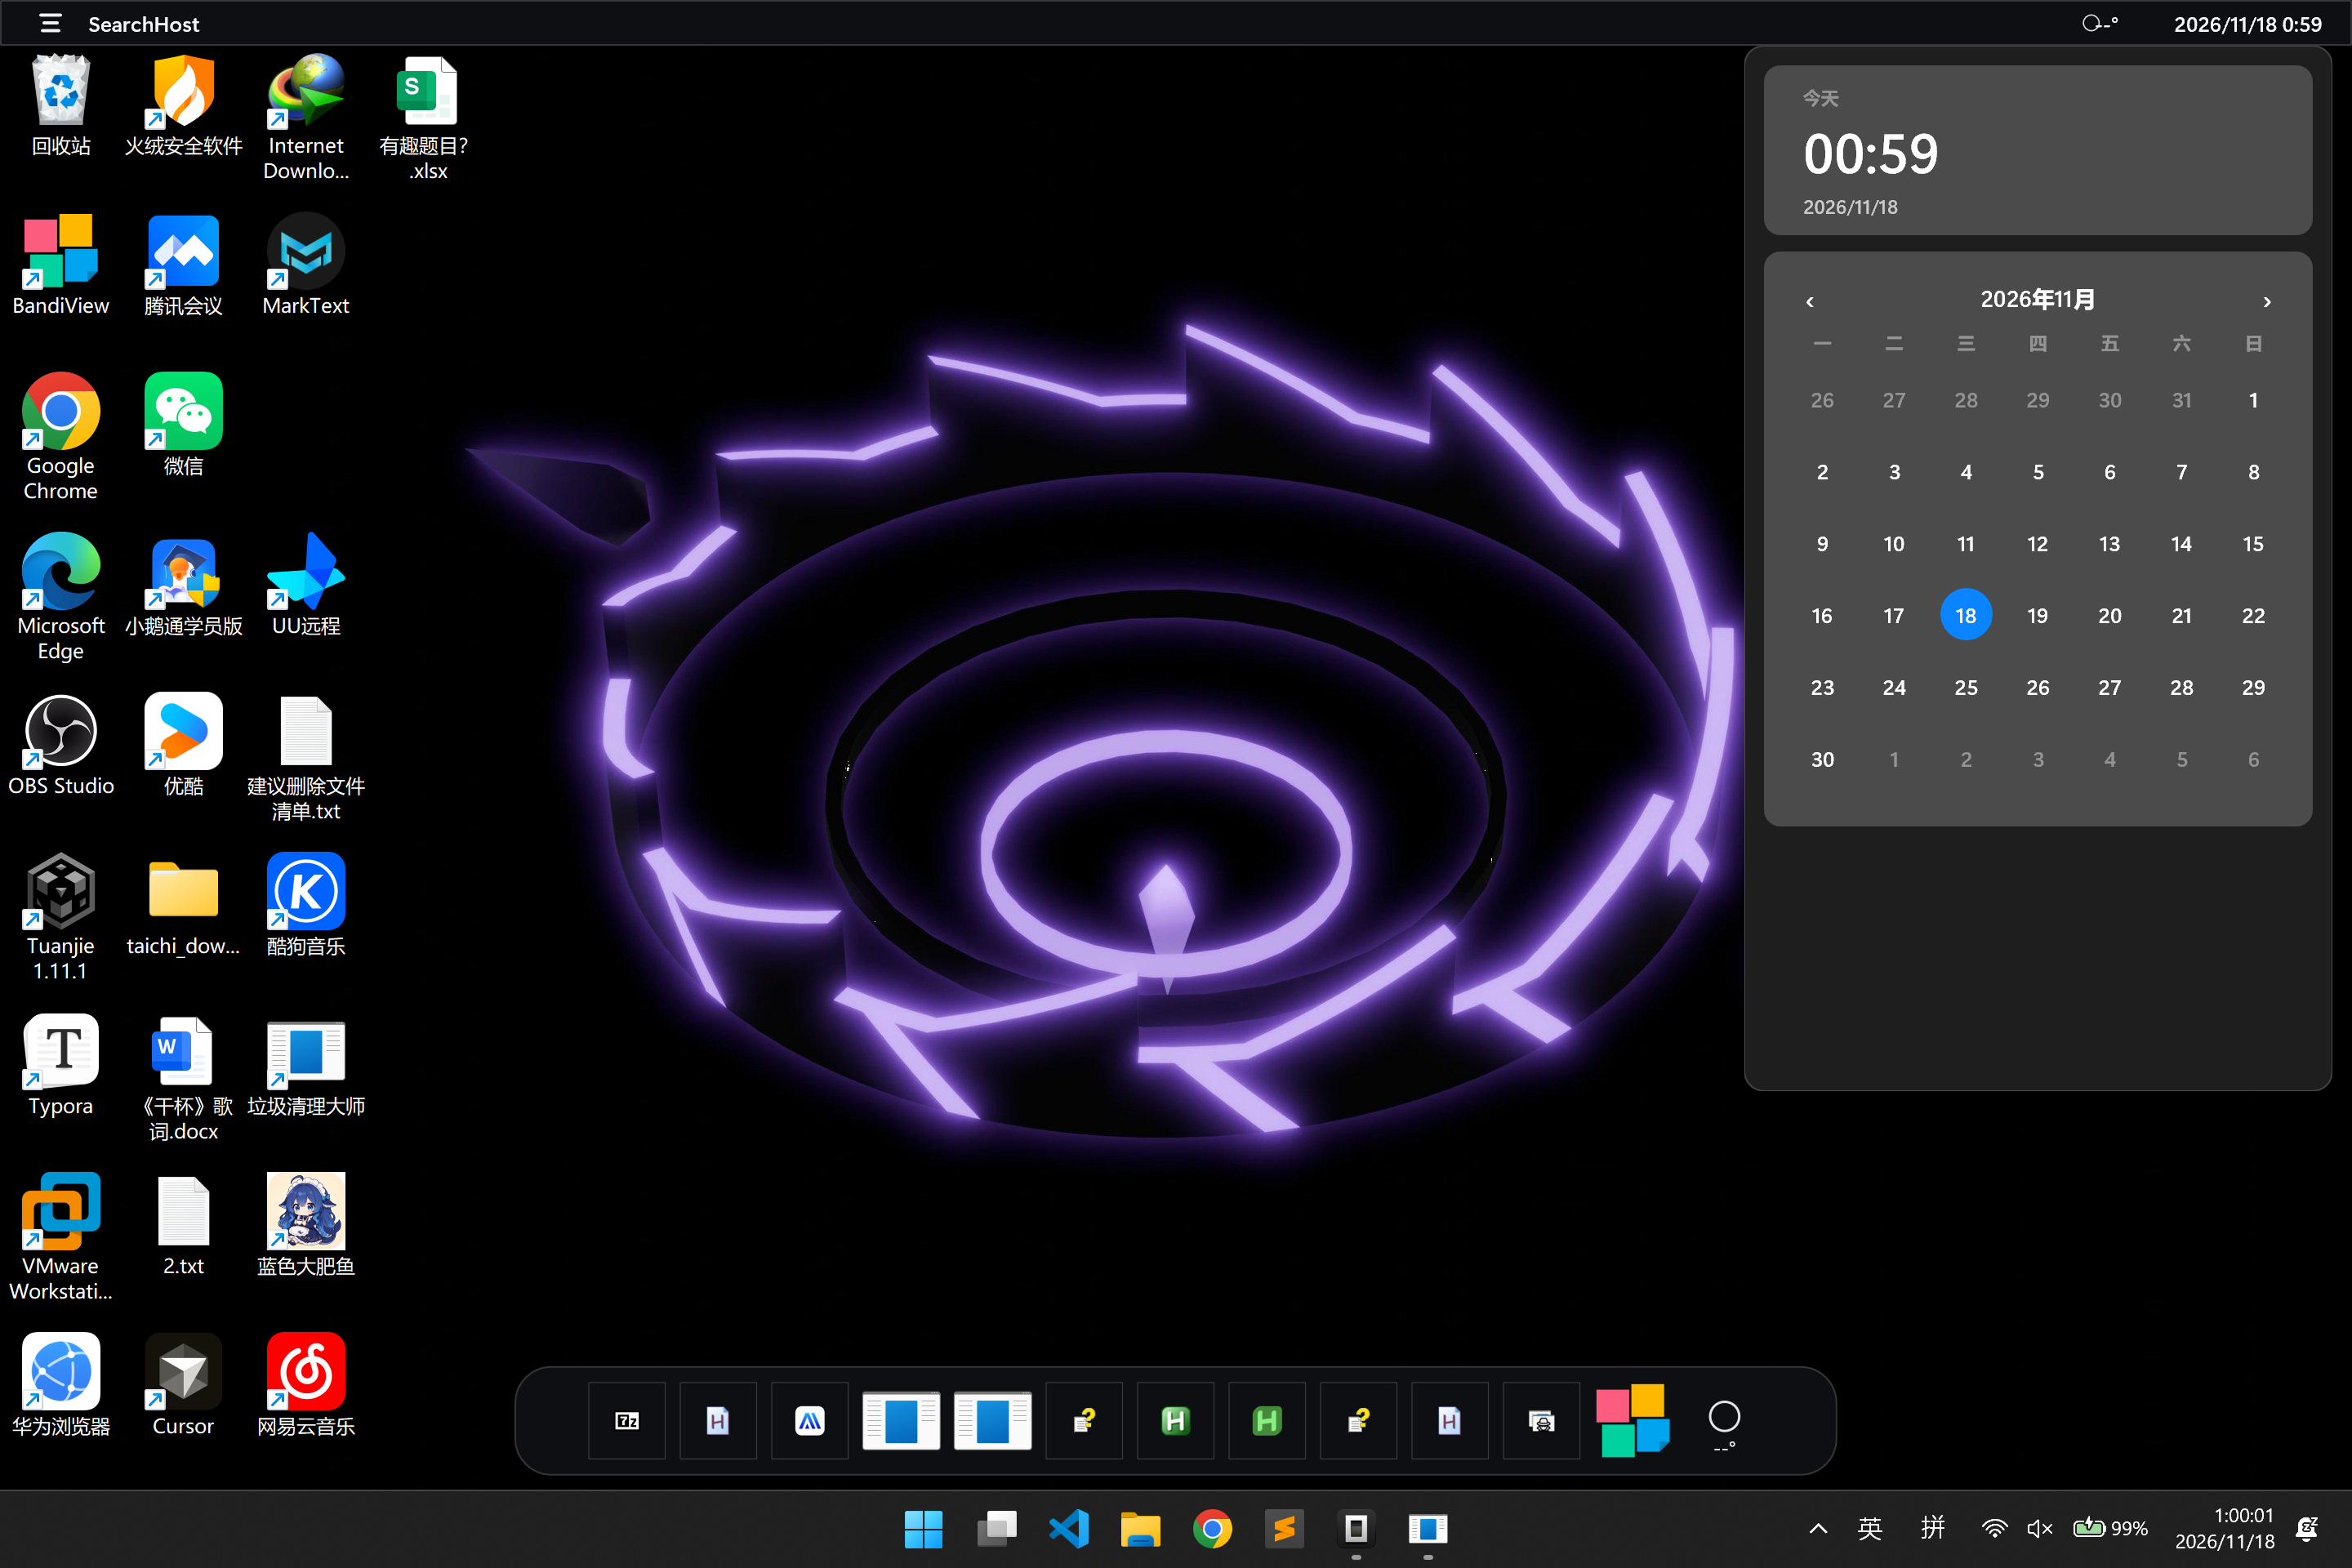 SearchHost
--°
2026/11/18 0:59
回收站
火绒安全软件
Internet
Downlo...
有趣题目?
.xlsx
BandiView
腾讯会议
MarkText
Google
Chrome
微信
Microsoft
Edge
小鹅通学员版
UU远程
OBS Studio
优酷
建议删除文件
清单.txt
Tuanjie
1.11.1
taichi_dow...
酷狗音乐
Typora
《干杯》歌
词.docx
垃圾清理大师
VMware
Workstati...
2.txt
蓝色大肥鱼
华为浏览器
Cursor
网易云音乐
今天
00:59
2026/11/18
‹ 2026年11月 ›
一 二 三 四 五 六 日
26 27 28 29 30 31 1
2 3 4 5 6 7 8
9 10 11 12 13 14 15
16 17 18 19 20 21 22
23 24 25 26 27 28 29
30 1 2 3 4 5 6
7z
--°
英
拼
99%
1:00:01
2026/11/18